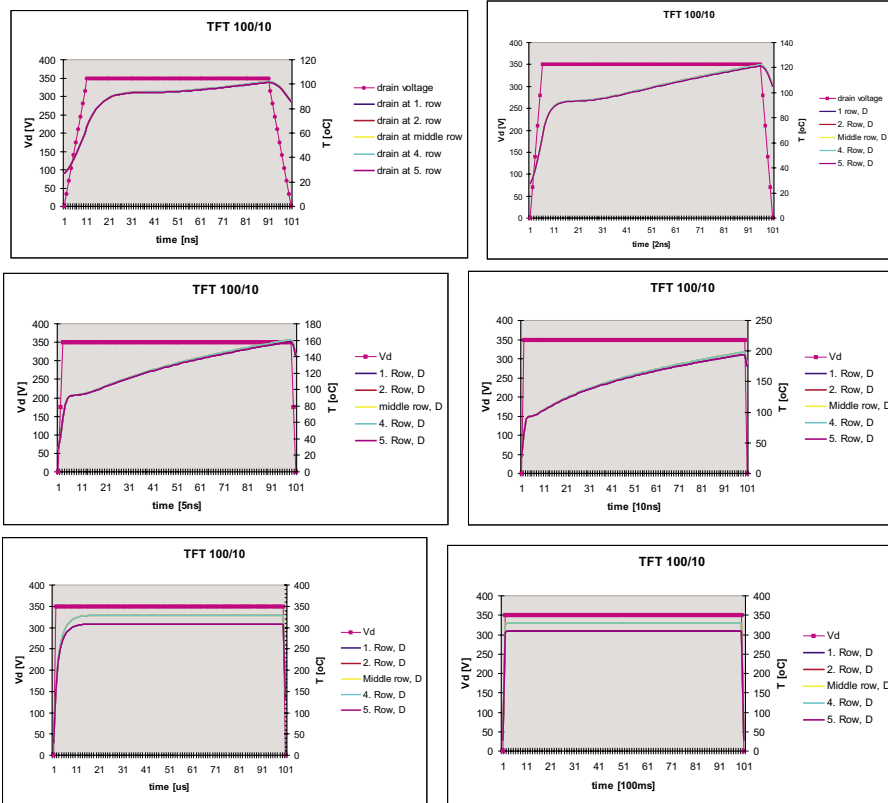 TFT 100/10
400
350
300
250
200
150
100
50
0
Vd [V]
120
100
80
60
40
20
0
T [oC]
1 11 21 31 41 51 61 71 81 91 101
time [ns]
drain voltage
drain at 1. row
drain at 2. row
drain at middle row
drain at 4. row
drain at 5. row
TFT 100/10
400
350
300
250
200
150
100
50
0
Vd [V]
140
120
100
80
60
40
20
0
T [oC]
1 11 21 31 41 51 61 71 81 91 101
time [2ns]
drain voltage
1 row, D
2. Row, D
Middle row, D
4. Row, D
5. Row, D
TFT 100/10
400
350
300
250
200
150
100
50
0
Vd [V]
180
160
140
120
100
80
60
40
20
0
T [oC]
1 11 21 31 41 51 61 71 81 91 101
time [5ns]
Vd
1. Row, D
2. Row, D
middle row, D
4. Row, D
5. Row, D
TFT 100/10
400
350
300
250
200
150
100
50
0
Vd [V]
250
200
150
100
50
0
T [oC]
1 11 21 31 41 51 61 71 81 91 101
time [10ns]
Vd
1. Row, D
2. Row, D
Middle row, D
4. Row, D
5. Row, D
TFT 100/10
400
350
300
250
200
150
100
50
0
Vd [V]
400
350
300
250
200
150
100
50
0
T [oC]
1 11 21 31 41 51 61 71 81 91 101
time [us]
Vd
1. Row, D
2. Row, D
Middle row, D
4. Row, D
5. Row, D
TFT 100/10
400
350
300
250
200
150
100
50
0
Vd [V]
400
350
300
250
200
150
100
50
0
T [oC]
1 11 21 31 41 51 61 71 81 91 101
time [100ms]
Vd
1. Row, D
2. Row, D
Middle row, D
4. Row, D
5. Row, D